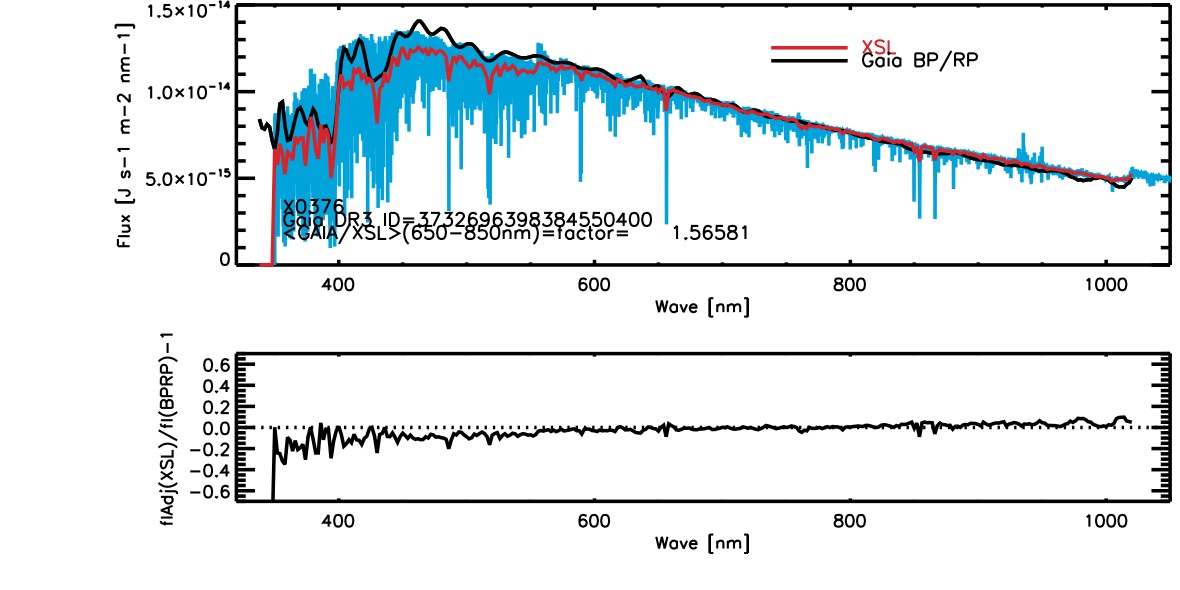 1.5×10−14
1.0×10−14
5.0×10−15
0
Flux [J s−1 m−2 nm−1]
XSL
Gaia BP/RP
X0376
Gaia DR3 ID=3732696398384550400
<GAIA/XSL>(650−850nm)=factor= 1.56581
400 600 800 1000
Wave [nm]
0.6
0.4
0.2
0.0
−0.2
−0.4
−0.6
flAdj(XSL)/fl(BPRP)−1
400 600 800 1000
Wave [nm]